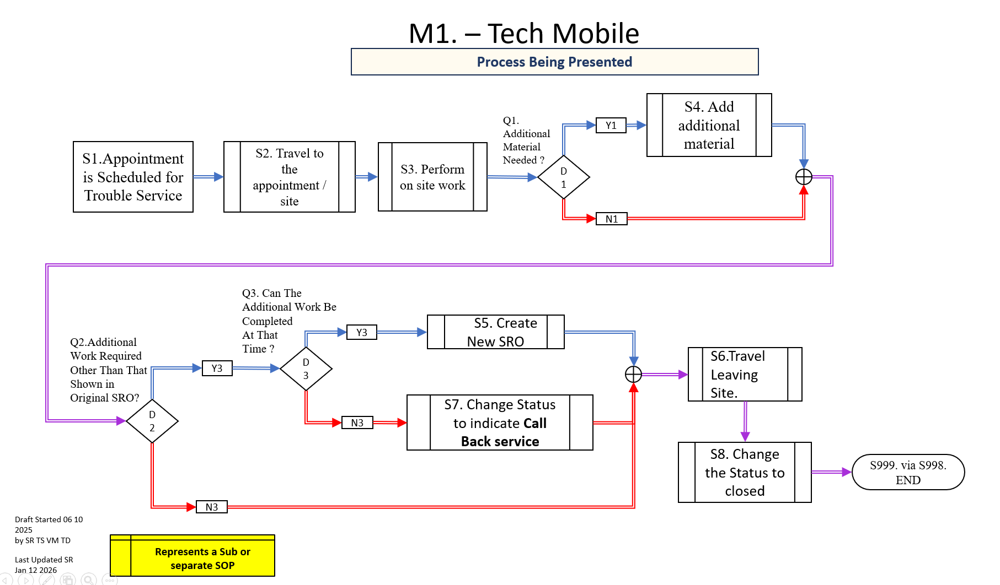 M1. – Tech Mobile
Process Being Presented
S1.Appointment
is Scheduled for
Trouble Service
S2. Travel to
the
appointment /
site
S3. Perform
on site work
Q1.
Additional
Material
Needed ?
D
1
Y1
N1
S4. Add
additional
material
Q2.Additional
Work Required
Other Than That
Shown in
Original SRO?
D
2
Y3
N3
Q3. Can The
Additional Work Be
Completed
At That
Time ?
D
3
Y3
N3
S5. Create
New SRO
S7. Change Status
to indicate Call
Back service
S6.Travel
Leaving
Site.
S8. Change
the Status to
closed
S999. via S998.
END
Draft Started 06 10
2025
by SR TS VM TD
Last Updated SR
Jan 12 2026
Represents a Sub or
separate SOP